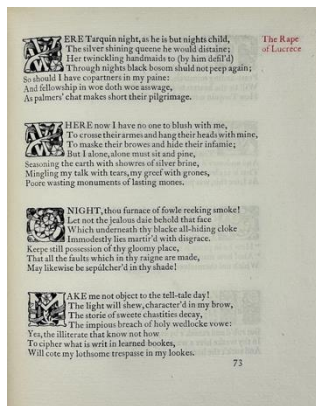 The Rape
of Lucrece
WERE Tarquin night, as he is but nights child,
The silver shining queene he would distaine;
Her twinckling handmaids to (by him defil'd)
Through nights black bosom shuld not peep again;
So should I have copartners in my paine:
And fellowship in woe doth woe asswage,
As palmers' chat makes short their pilgrimage.
WHERE now I have no one to blush with me,
To crosse their armes and hang their heads with mine,
To maske their browes and hide their infamie;
But I alone, alone must sit and pine,
Seasoning the earth with showres of silver brine,
Mingling my talk with tears, my greef with grones,
Poore wasting monuments of lasting mones.
O NIGHT, thou furnace of fowle reeking smoke!
Let not the jealous daie behold that face
Which underneath thy blacke all-hiding cloke
Immodestly lies martir'd with disgrace.
Keepe still possession of thy gloomy place,
That all the faults which in thy raigne are made,
May likewise be sepúlcher'd in thy shade!
MAKE me not object to the tell-tale day!
The light will shew, character'd in my brow,
The storie of sweete chastities decay,
The impious breach of holy wedlocke vowe:
Yea, the illiterate that know not how
To cipher what is writ in learned bookes,
Will cote my lothsome trespasse in my lookes.
73